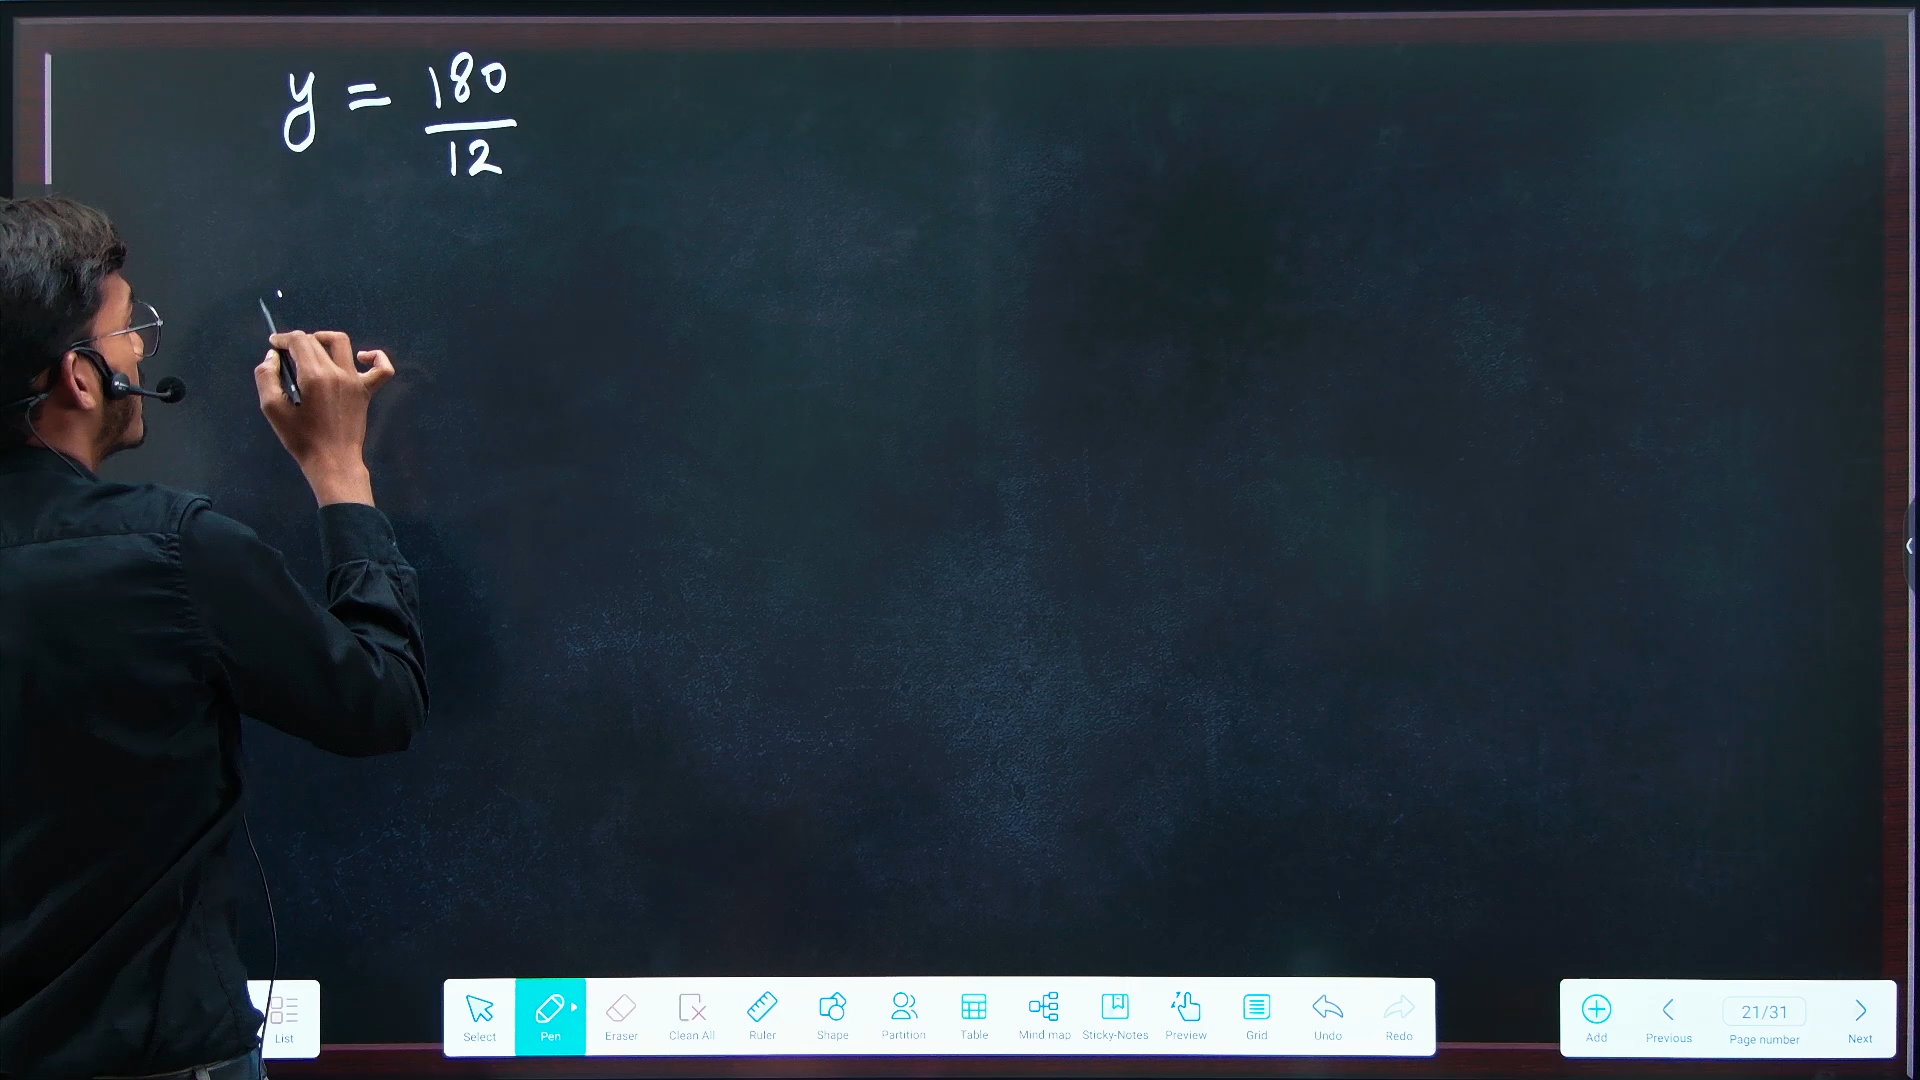 y = 180/12
List
Select Pen Eraser Clean All Ruler Shape Partition Table Mind map Sticky-Notes Preview Grid Undo Redo
Add Previous 21/31 Page number Next